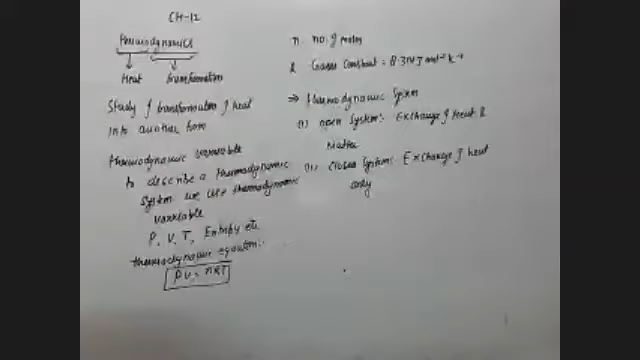 CH-12
Thermodynamics
Heat transformation
Study of transformation of heat
into another form
Thermodynamic variable
to describe a thermodynamic
system we use thermodynamic
variable
P, V, T, Entropy etc
thermodynamic equation:
PV = nRT
n no. of moles
R Gases Constant = 8.314 J mol⁻¹ k⁻¹
⇒ thermodynamic System
(i) open System: Exchange of Heat &
Matter
(ii) Closed System: Exchange of heat
only